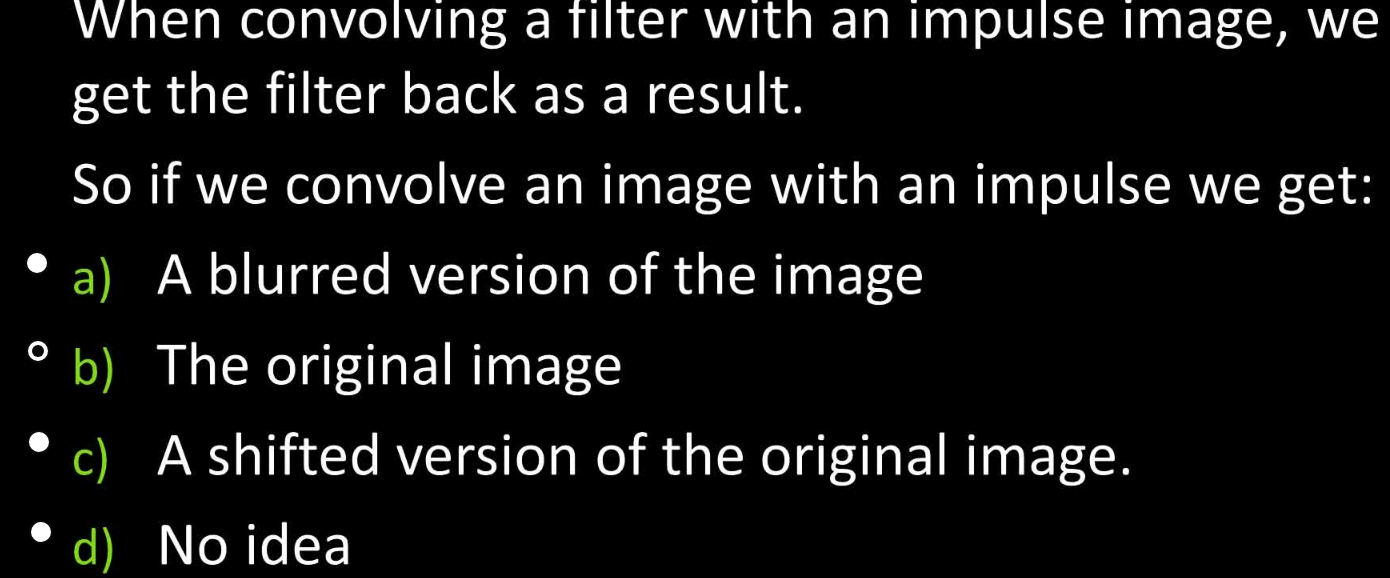 When convolving a filter with an impulse image, we
get the filter back as a result.
So if we convolve an image with an impulse we get:
a) A blurred version of the image
b) The original image
c) A shifted version of the original image.
d) No idea